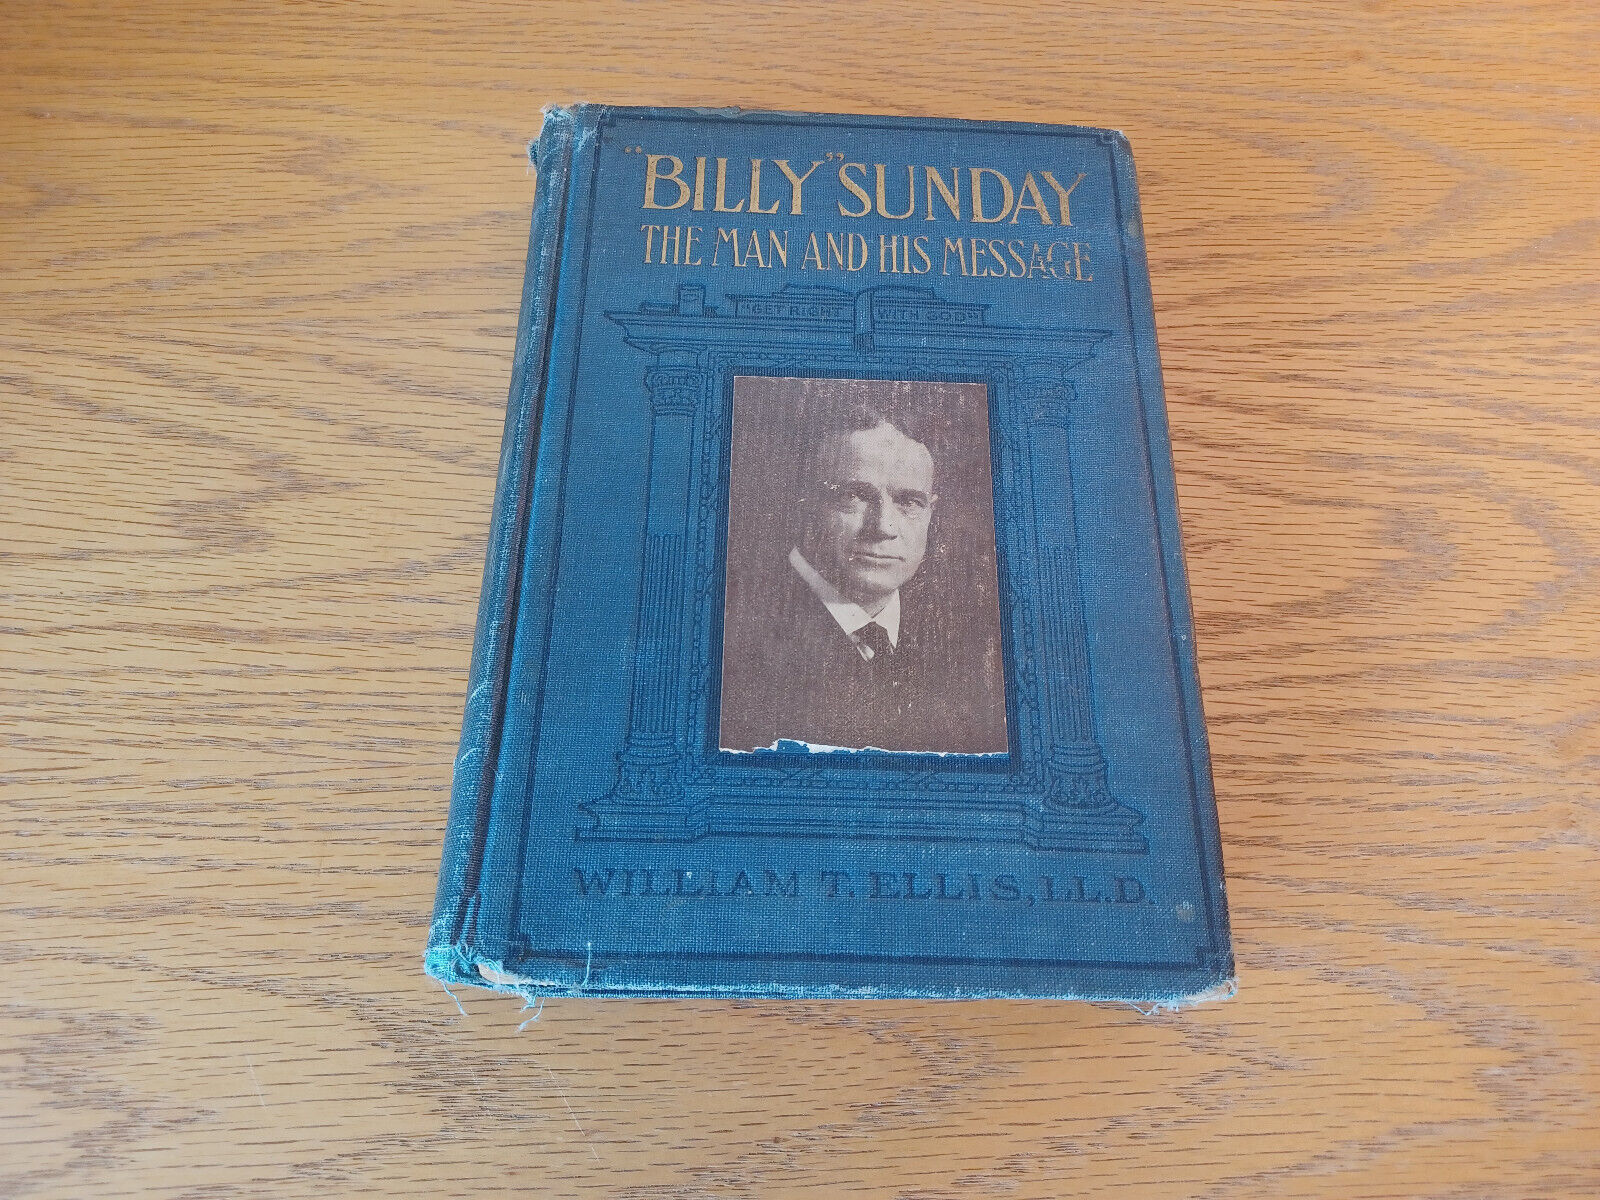 "BILLY" SUNDAY
THE MAN AND HIS MESSAGE
"GET RIGHT WITH GOD"
WILLIAM T. ELLIS, LL.D.